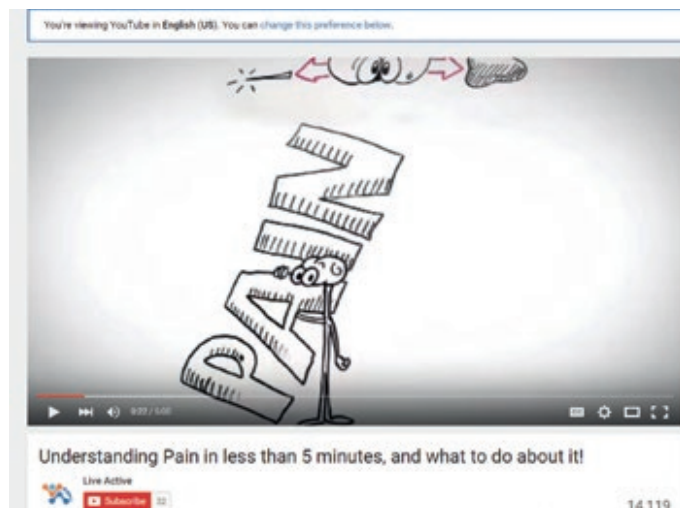 You're viewing YouTube in English (US). You can change this preference below.
PAIN
Understanding Pain in less than 5 minutes, and what to do about it!
Live Active
Subscribe 32
14,119